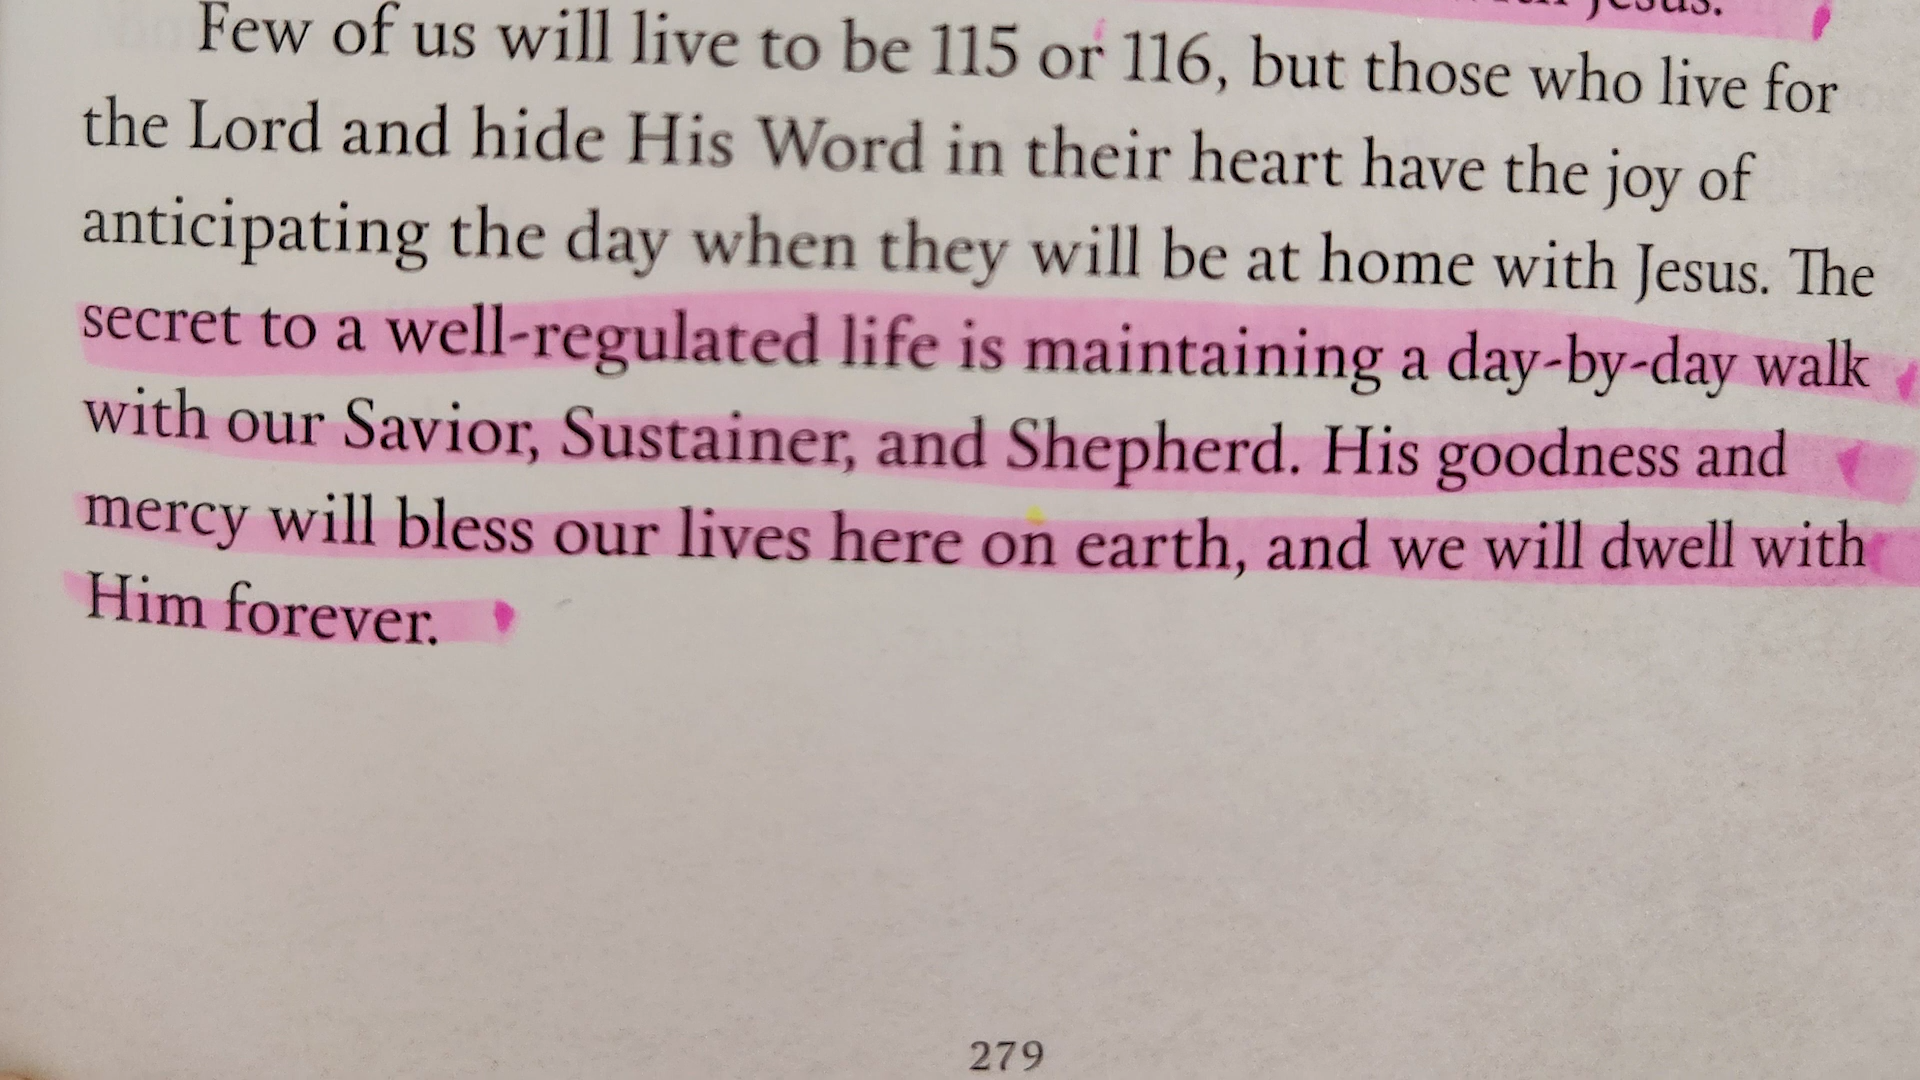 Jesus.
Few of us will live to be 115 or 116, but those who live for
the Lord and hide His Word in their heart have the joy of
anticipating the day when they will be at home with Jesus. The
secret to a well-regulated life is maintaining a day-by-day walk
with our Savior, Sustainer, and Shepherd. His goodness and
mercy will bless our lives here on earth, and we will dwell with
Him forever.
279